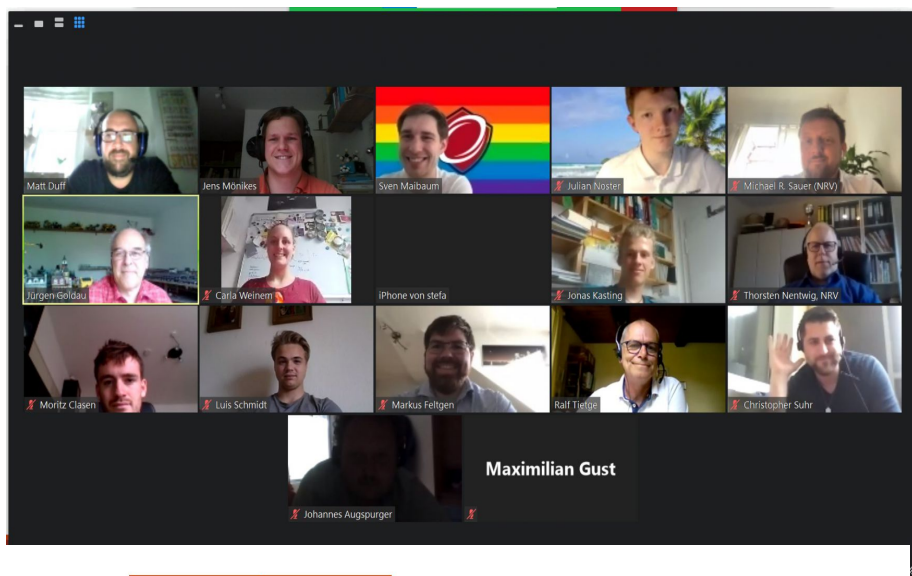 Matt Duff
Jens Mönikes
Sven Maibaum
Julian Noster
Michael R. Sauer (NRV)
Jürgen Goldau
Carla Weinern
iPhone von stefa
Jonas Kasting
Thorsten Nentwig, NRV
Moritz Clasen
Luis Schmidt
Markus Feltgen
Ralf Tietge
Christopher Suhr
Johannes Augspurger
Maximilian Gust